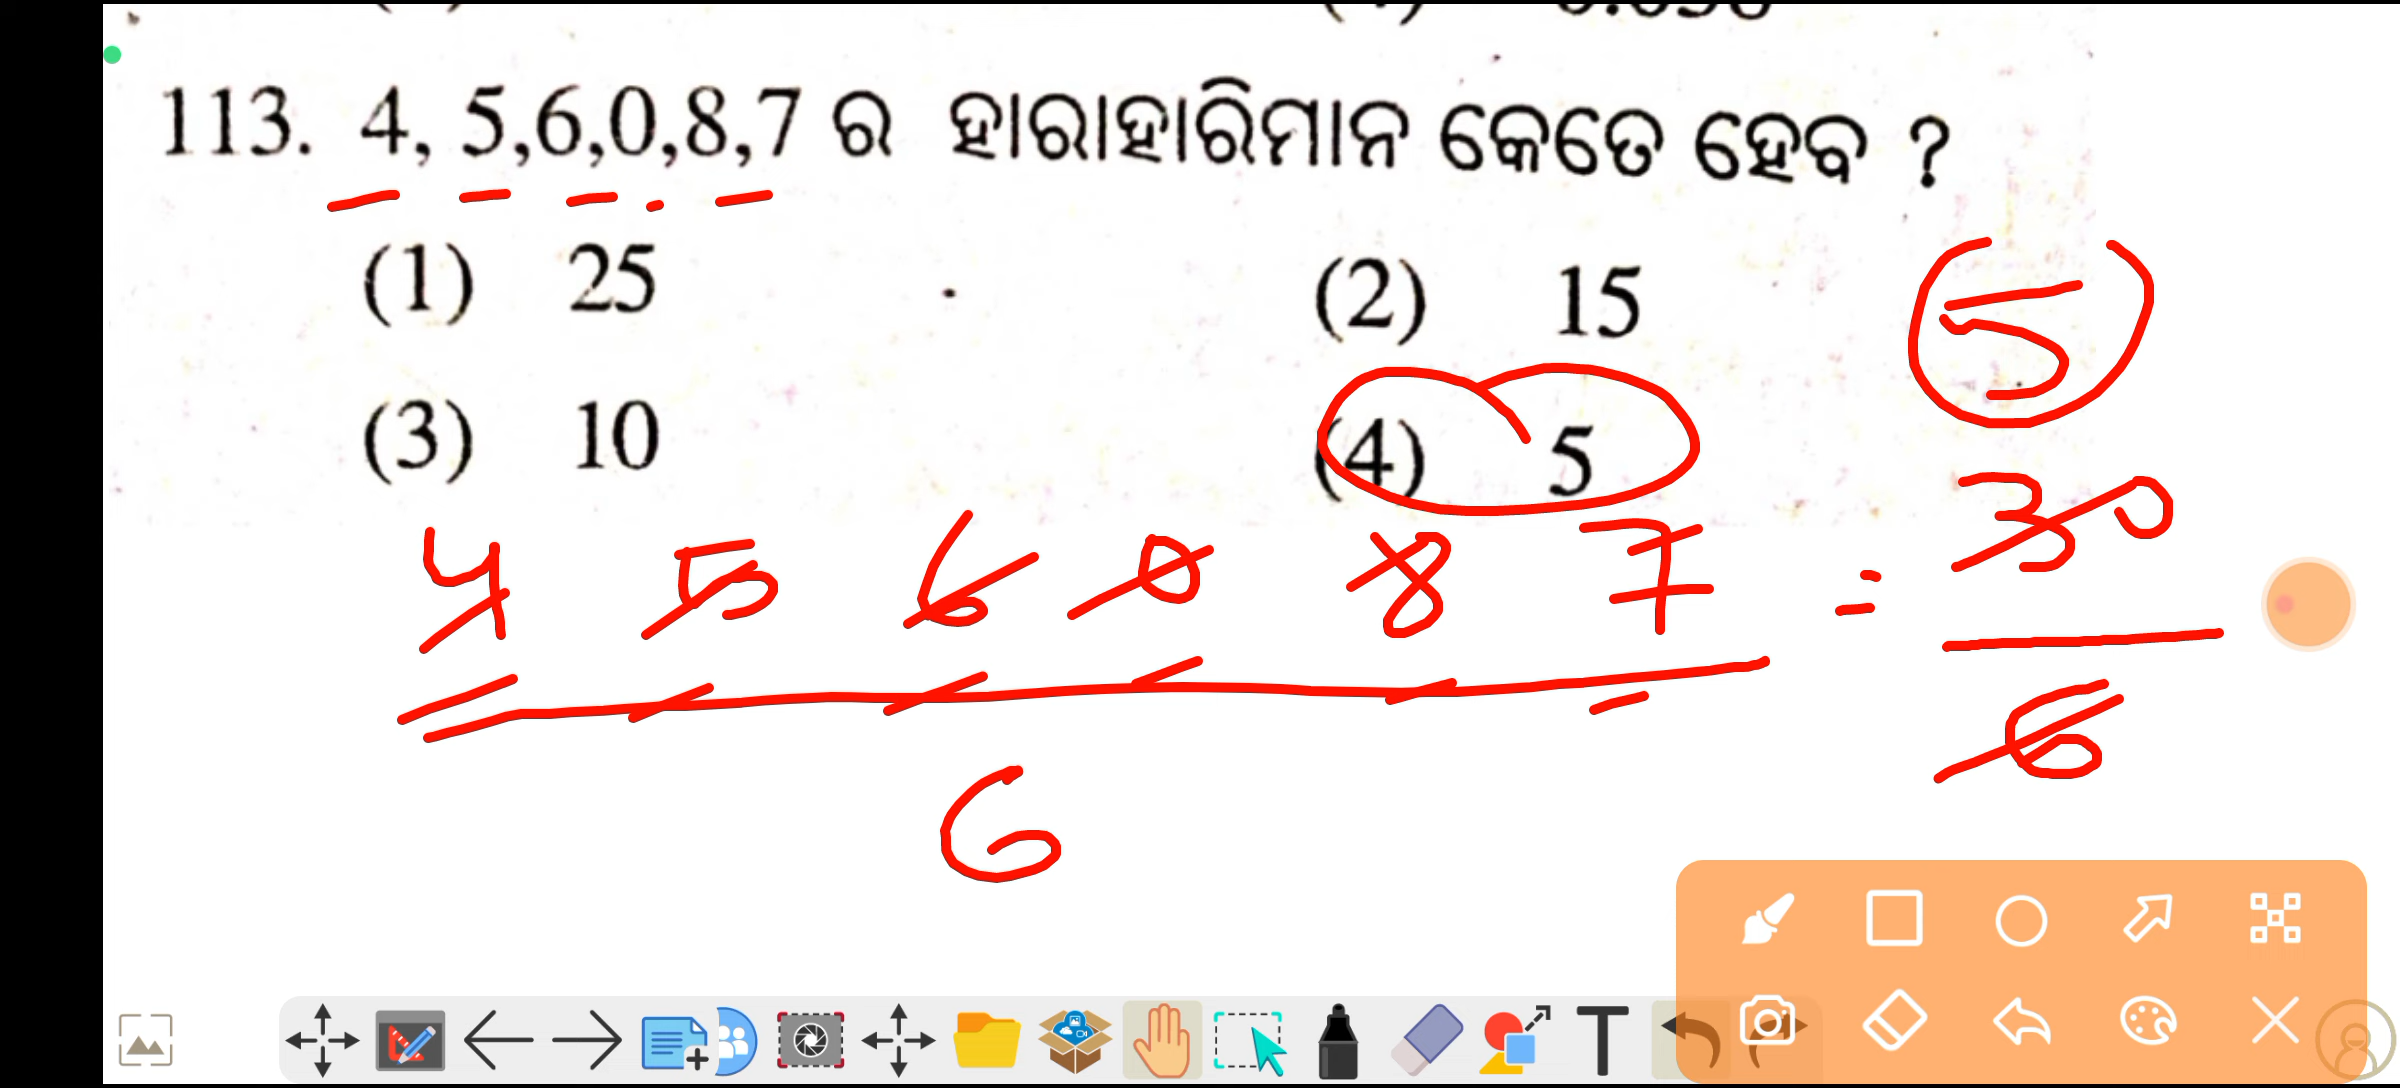 113. 4, 5,6,0,8,7 ର ହାରାହାରିମାନ କେତେ ହେବ ?
(1) 25
(2) 15
5
(3) 10
(4) 5
4 5 6 0 8 7 = 30
6 6
T